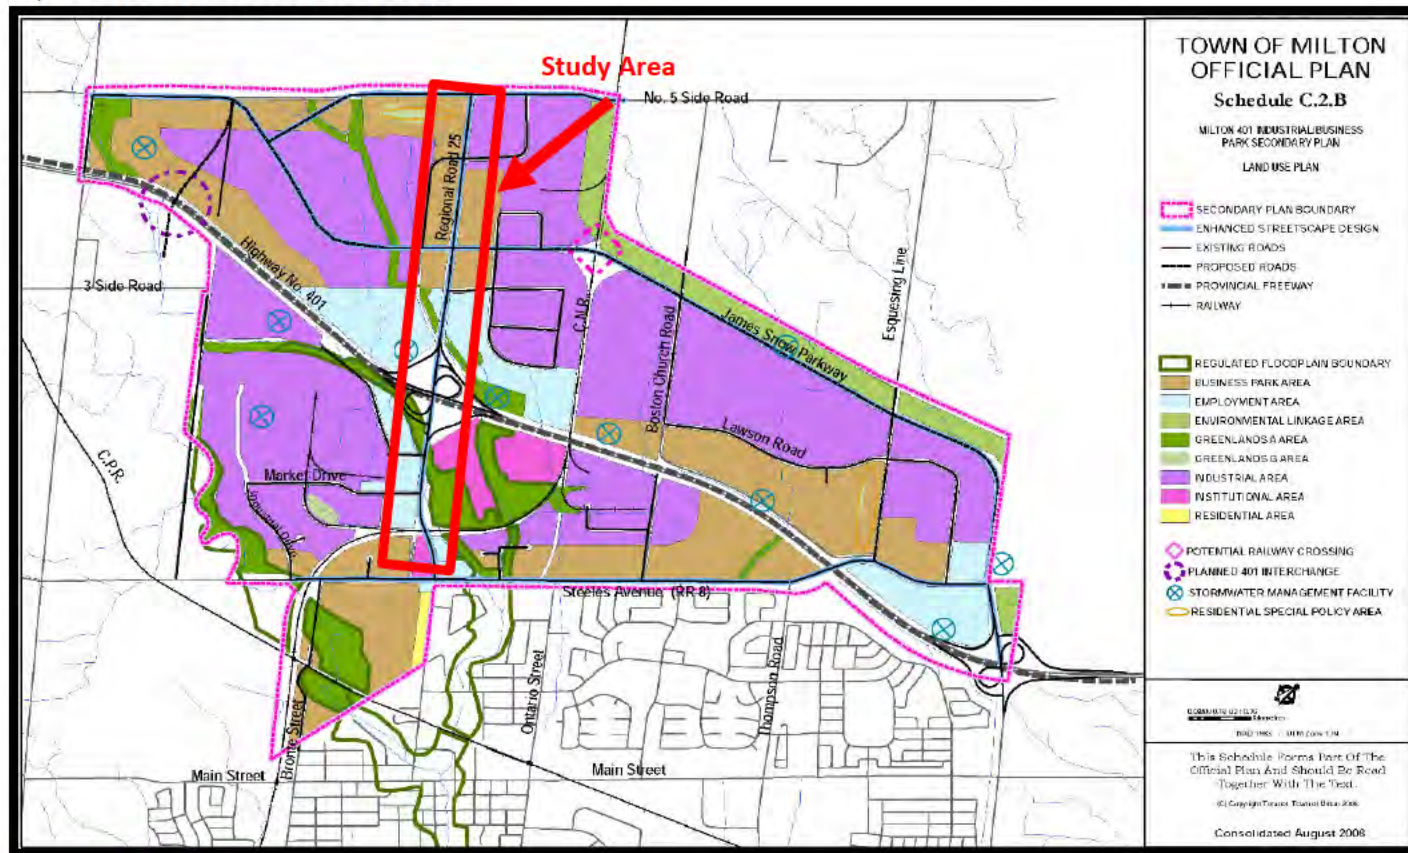 Study Area
No. 5 Side Road
Regional Road 25
Highway No. 401
3 Side Road
C.N.R.
Boston Church Road
Esquesing Line
James Snow Parkway
Lawson Road
C.P.R.
Market Drive
Industrial Drive
Steeles Avenue (RR 8)
Ontario Street
Thompson Road
Bronte Street
Main Street
Main Street
TOWN OF MILTON
OFFICIAL PLAN
Schedule C.2.B
MILTON 401 INDUSTRIAL/BUSINESS
PARK SECONDARY PLAN
LAND USE PLAN
SECONDARY PLAN BOUNDARY
ENHANCED STREETSCAPE DESIGN
EXISTING ROADS
PROPOSED ROADS
PROVINCIAL FREEWAY
RAILWAY
REGULATED FLOODPLAIN BOUNDARY
BUSINESS PARK AREA
EMPLOYMENT AREA
ENVIRONMENTAL LINKAGE AREA
GREENLANDS A AREA
GREENLANDS B AREA
INDUSTRIAL AREA
INSTITUTIONAL AREA
RESIDENTIAL AREA
POTENTIAL RAILWAY CROSSING
PLANNED 401 INTERCHANGE
STORMWATER MANAGEMENT FACILITY
RESIDENTIAL SPECIAL POLICY AREA
Kilometers
This Schedule Forms Part Of The
Official Plan And Should Be Read
Together With The Text.
(C) Copyright
Consolidated August 2008